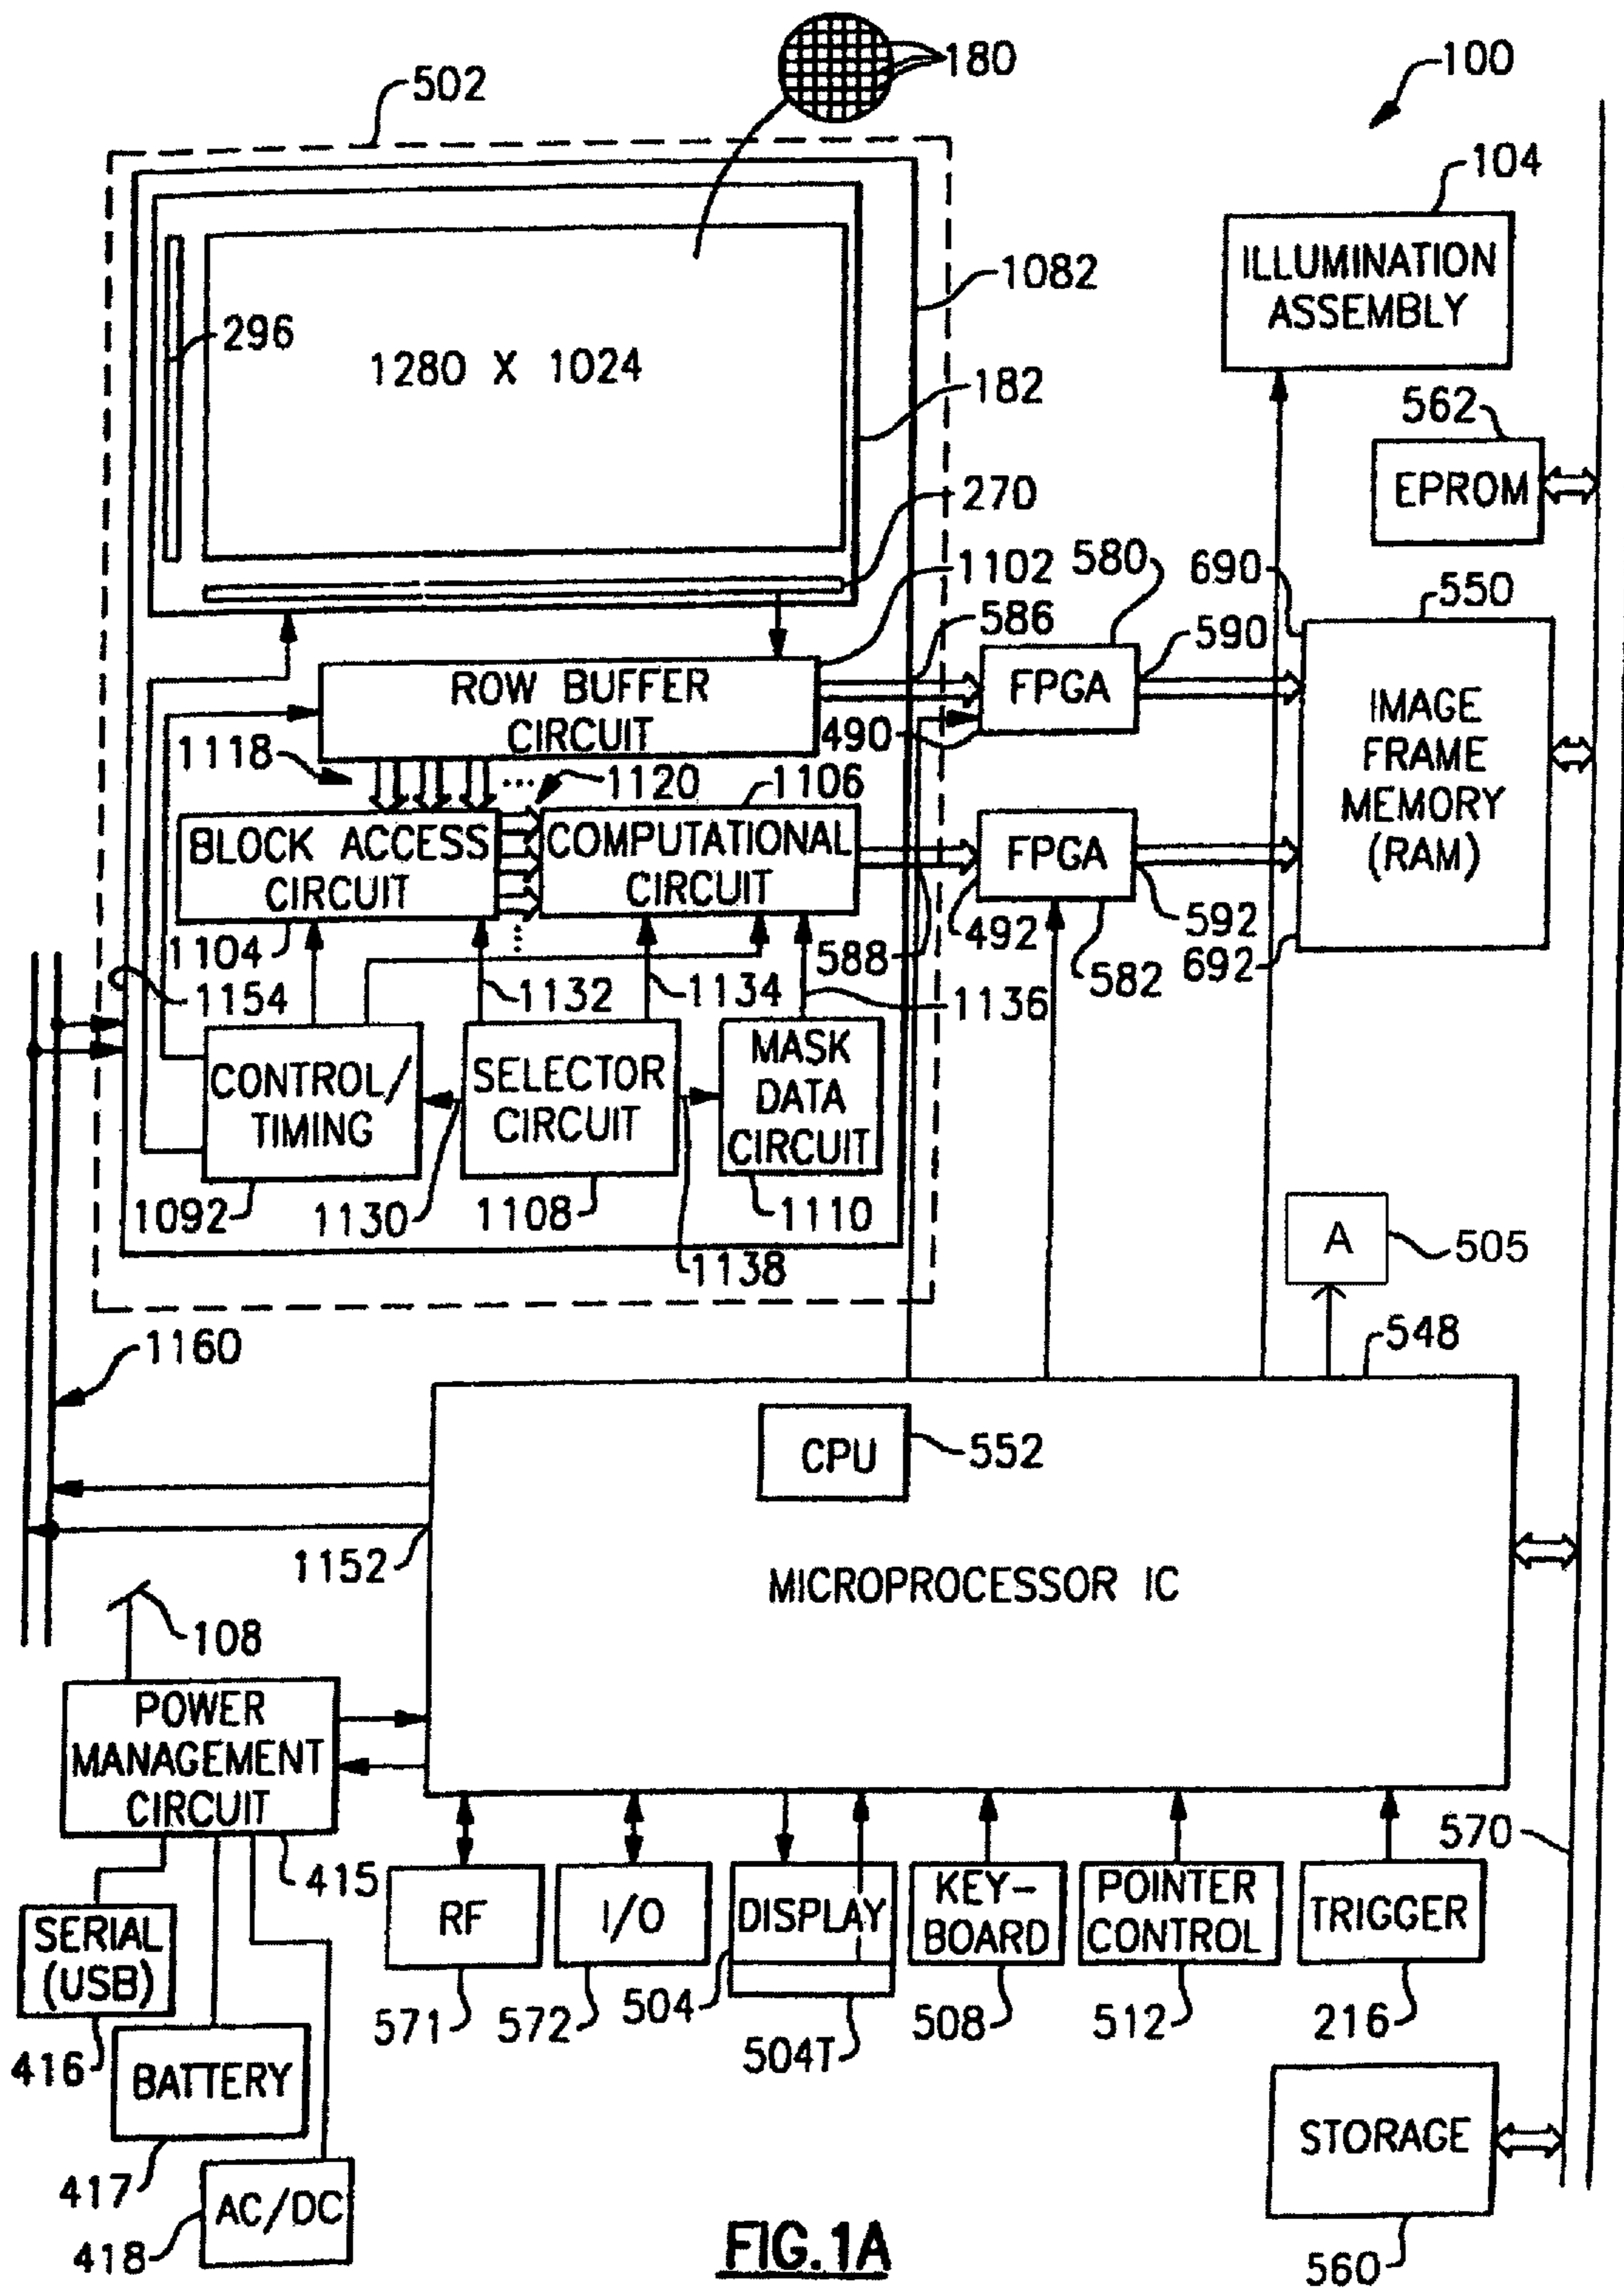 180
100
502
104
ILLUMINATION
ASSEMBLY
1082
296
1280 X 1024
182
562
EPROM
270
1102
580
690
550
586
590
ROW BUFFER
CIRCUIT
FPGA
IMAGE
FRAME
MEMORY
(RAM)
490
1118
...
1120
1106
BLOCK ACCESS
CIRCUIT
COMPUTATIONAL
CIRCUIT
FPGA
592
492
588
582
692
1104
...
1154
1132
1134
1136
CONTROL/
TIMING
SELECTOR
CIRCUIT
MASK
DATA
CIRCUIT
1092
1130
1108
1110
1138
A
505
1160
548
CPU
552
1152
MICROPROCESSOR IC
108
POWER
MANAGEMENT
CIRCUIT
415
570
SERIAL
(USB)
RF
I/O
DISPLAY
KEY-
BOARD
POINTER
CONTROL
TRIGGER
416
571
572
504
504T
508
512
216
BATTERY
417
STORAGE
AC/DC
418
560
FIG.1A